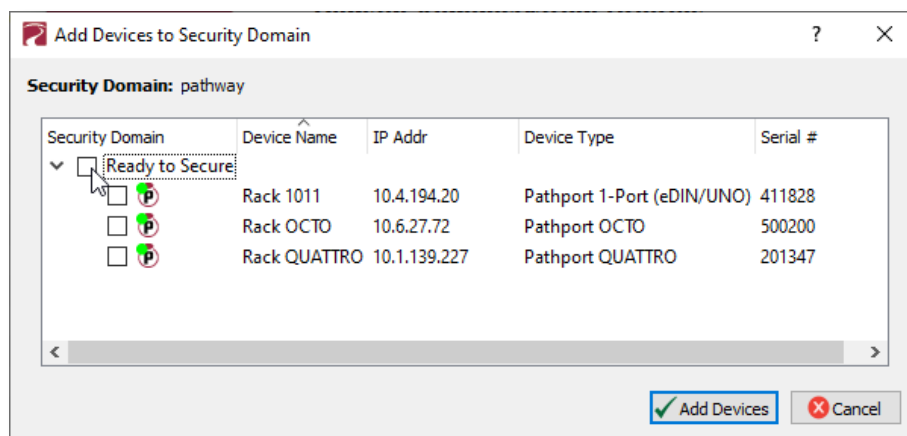 Add Devices to Security Domain
Security Domain: pathway
Security Domain Device Name IP Addr Device Type Serial #
Ready to Secure
Rack 1011 10.4.194.20 Pathport 1-Port (eDIN/UNO) 411828
Rack OCTO 10.6.27.72 Pathport OCTO 500200
Rack QUATTRO 10.1.139.227 Pathport QUATTRO 201347
Add Devices Cancel